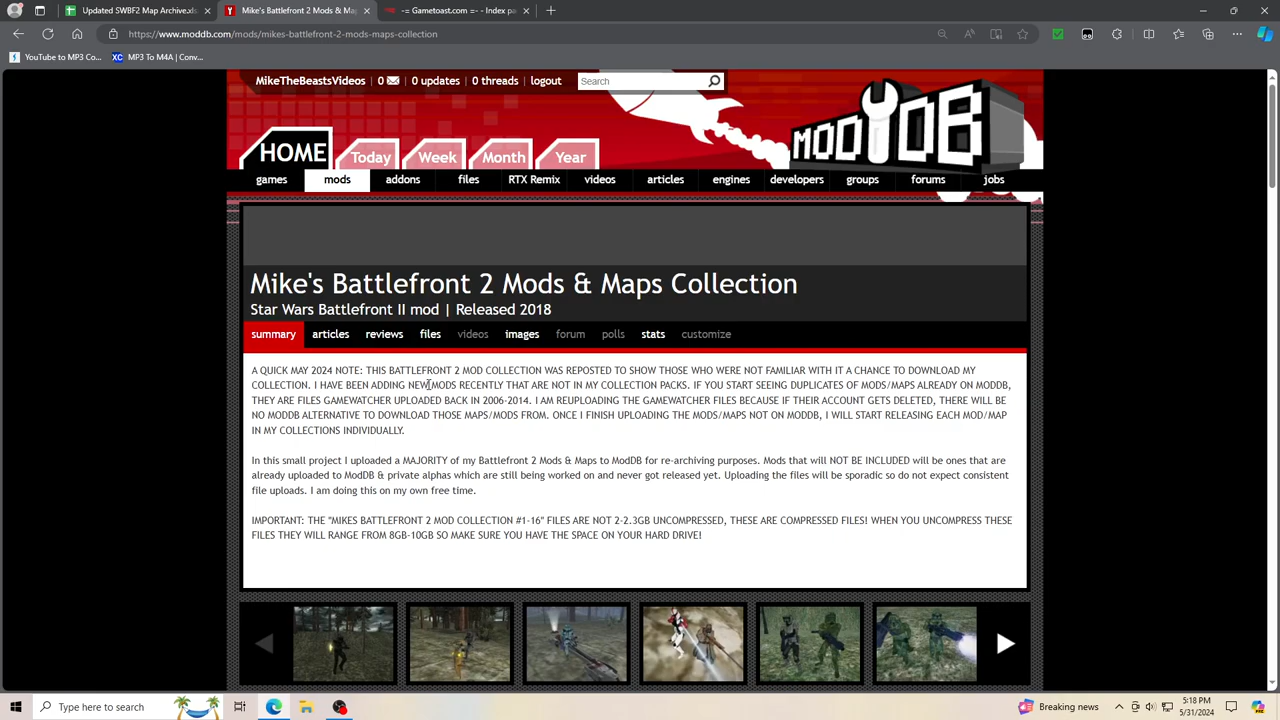 Updated SWBF2 Map Archive.xls
Mike's Battlefront 2 Mods & Maps
Red Gmeet Intentions - YouTube
https://www.moddb.com/mods/mikes-battlefront-2-mods-maps-adding-collection
YouTube to MP3 Co...
MP3 To M4A | Conv...
MikeTheBeastsVideos | 0 | 0 updates | 0 threads | logout
Search
MODDB
HOME Today Week Month Year
games mods addons files RTX Remix videos articles engines developers groups forums jobs
Mike's Battlefront 2 Mods & Maps Collection
Star Wars Battlefront II mod | Released 2018
summary articles reviews files videos images forum polls stats customize
A QUICK MAY 2024 NOTE: THIS BATTLEFRONT 2 MOD COLLECTION WAS REPOSTED TO SHOW THOSE WHO WERE NOT FAMILIAR WITH IT A CHANCE TO DOWNLOAD MY
COLLECTION. I HAVE BEEN ADDING NEW MODS RECENTLY THAT ARE NOT IN MY COLLECTION PACKS. IF YOU START SEEING DUPLICATES OF MODS/MAPS ALREADY ON MODDB,
THEY ARE FILES GAMEWATCHER UPLOADED BACK IN 2006-2014. I AM REUPLOADING THE GAMEWATCHER FILES BECAUSE IF THEIR ACCOUNT GETS DELETED, THERE WILL BE
NO MODDB ALTERNATIVE TO DOWNLOAD THOSE MAPS/MODS FROM. ONCE I FINISH UPLOADING THE MODS/MAPS NOT ON MODDB, I WILL START RELEASING EACH MOD/MAP
IN MY COLLECTIONS INDIVIDUALLY.
In this small project I uploaded a MAJORITY of my Battlefront 2 Mods & Maps to ModDB for re-archiving purposes. Mods that will NOT BE INCLUDED will be ones that are
already uploaded to ModDB & private alphas which are still being worked on and never got released yet. Uploading the files will be sporadic so do not expect consistent
file uploads. I am doing this on my own free time.
IMPORTANT: THE "MIKES BATTLEFRONT 2 MOD COLLECTION #1-16" FILES ARE NOT 2-2.3GB UNCOMPRESSED, THESE ARE COMPRESSED FILES! WHEN YOU UNCOMPRESS THESE
FILES THEY WILL RANGE FROM 8GB-10GB SO MAKE SURE YOU HAVE THE SPACE ON YOUR HARD DRIVE!
Type here to search
Breaking news
5:18 PM
5/31/2024